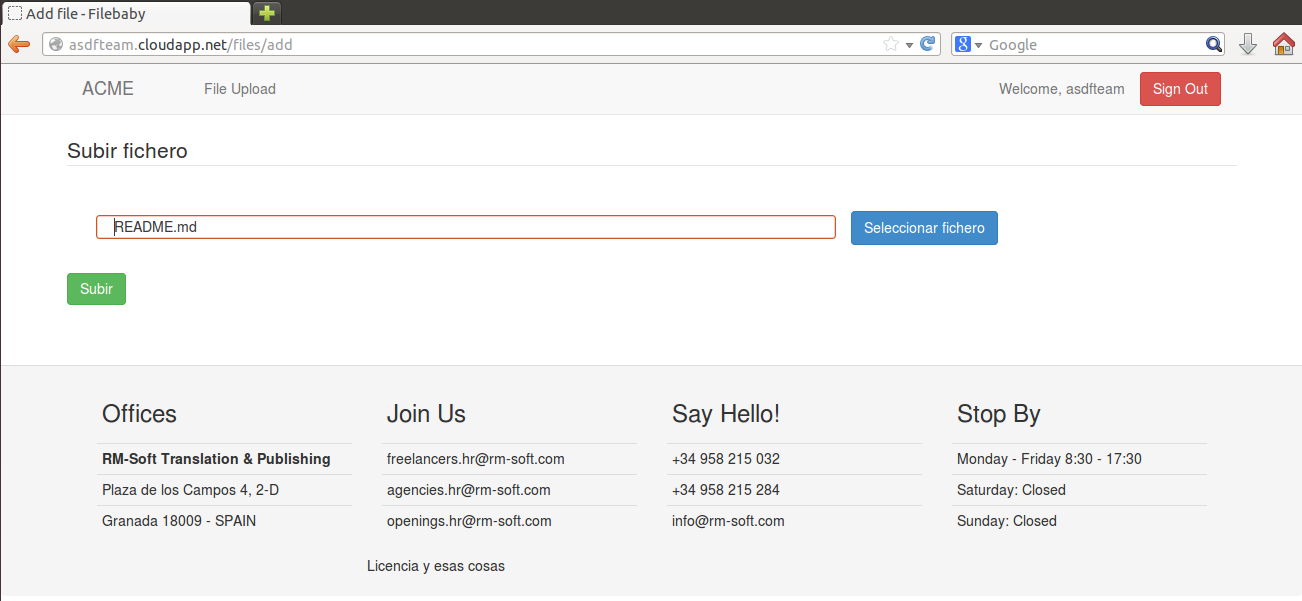 Add file - Filebaby
asdfteam.cloudapp.net/files/add
8 Google
ACME File Upload Welcome, asdfteam Sign Out
Subir fichero
README.md Seleccionar fichero
Subir
Offices
RM-Soft Translation & Publishing
Plaza de los Campos 4, 2-D
Granada 18009 - SPAIN
Join Us
freelancers.hr@rm-soft.com
agencies.hr@rm-soft.com
openings.hr@rm-soft.com
Say Hello!
+34 958 215 032
+34 958 215 284
info@rm-soft.com
Stop By
Monday - Friday 8:30 - 17:30
Saturday: Closed
Sunday: Closed
Licencia y esas cosas